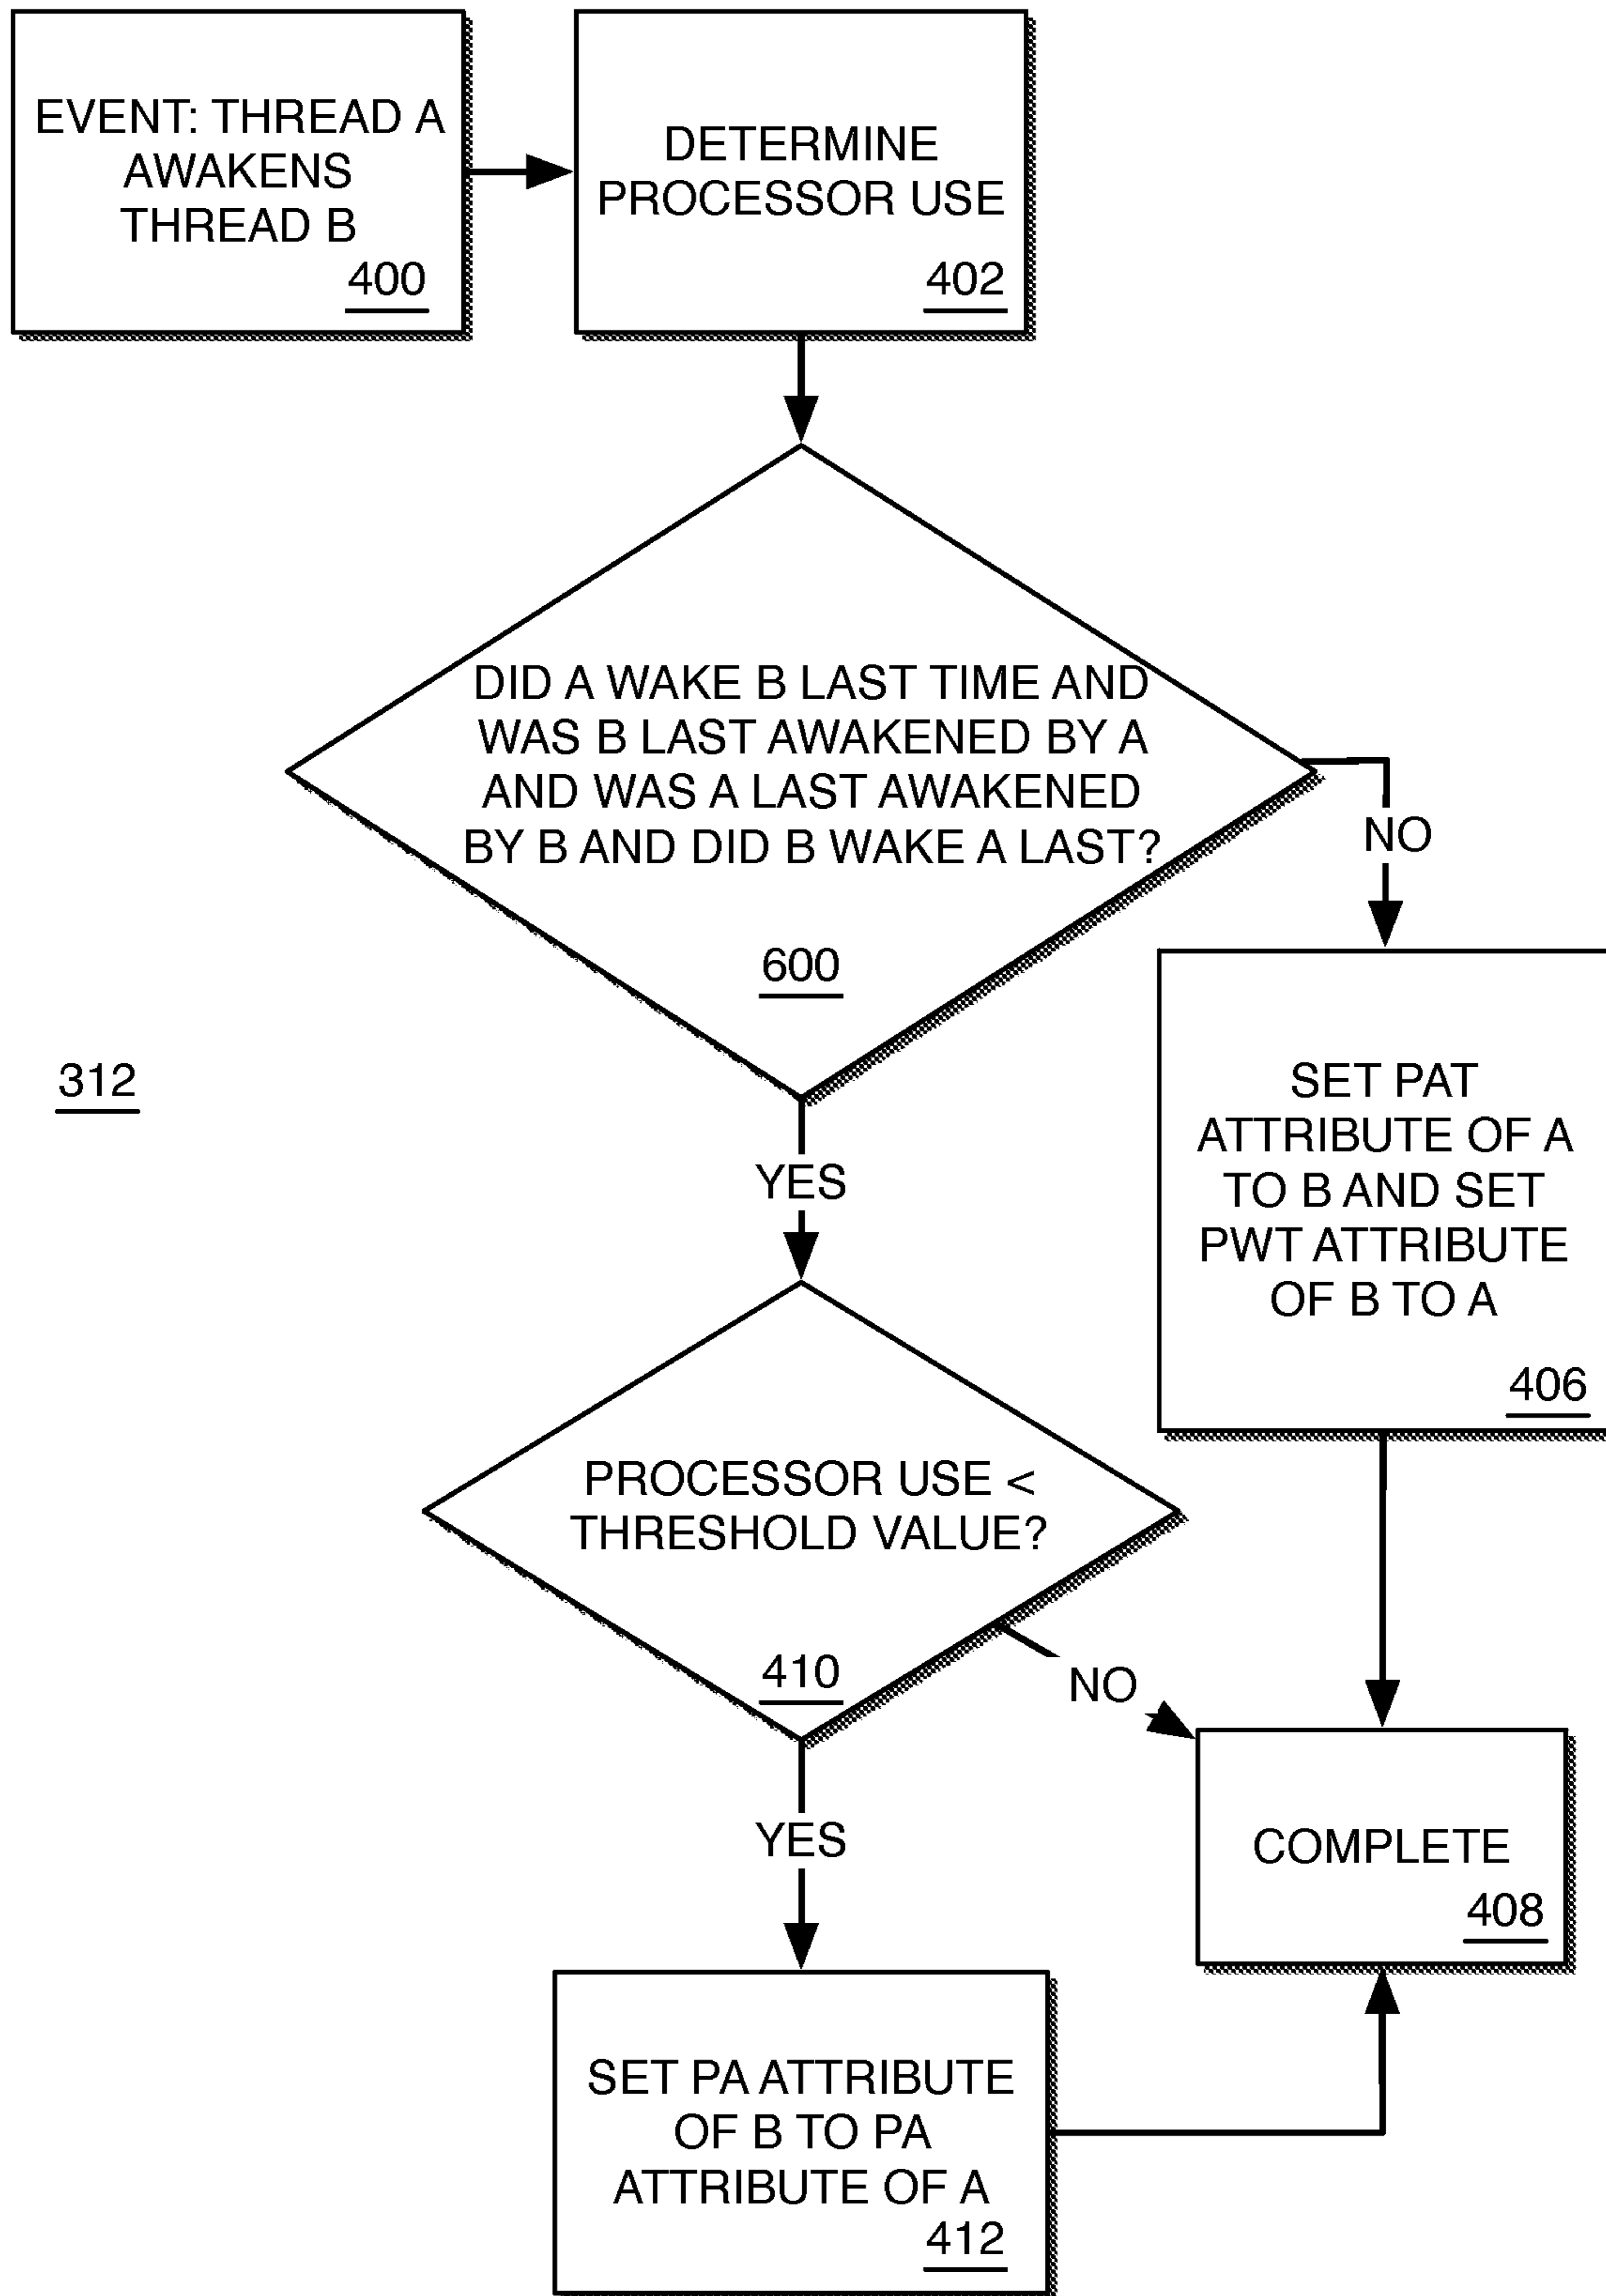 EVENT: THREAD A
AWAKENS
THREAD B
400
DETERMINE
PROCESSOR USE
402
DID A WAKE B LAST TIME AND
WAS B LAST AWAKENED BY A
AND WAS A LAST AWAKENED
BY B AND DID B WAKE A LAST?
600
NO
312
YES
SET PAT
ATTRIBUTE OF A
TO B AND SET
PWT ATTRIBUTE
OF B TO A
406
PROCESSOR USE <
THRESHOLD VALUE?
410
NO
YES
COMPLETE
408
SET PA ATTRIBUTE
OF B TO PA
ATTRIBUTE OF A
412